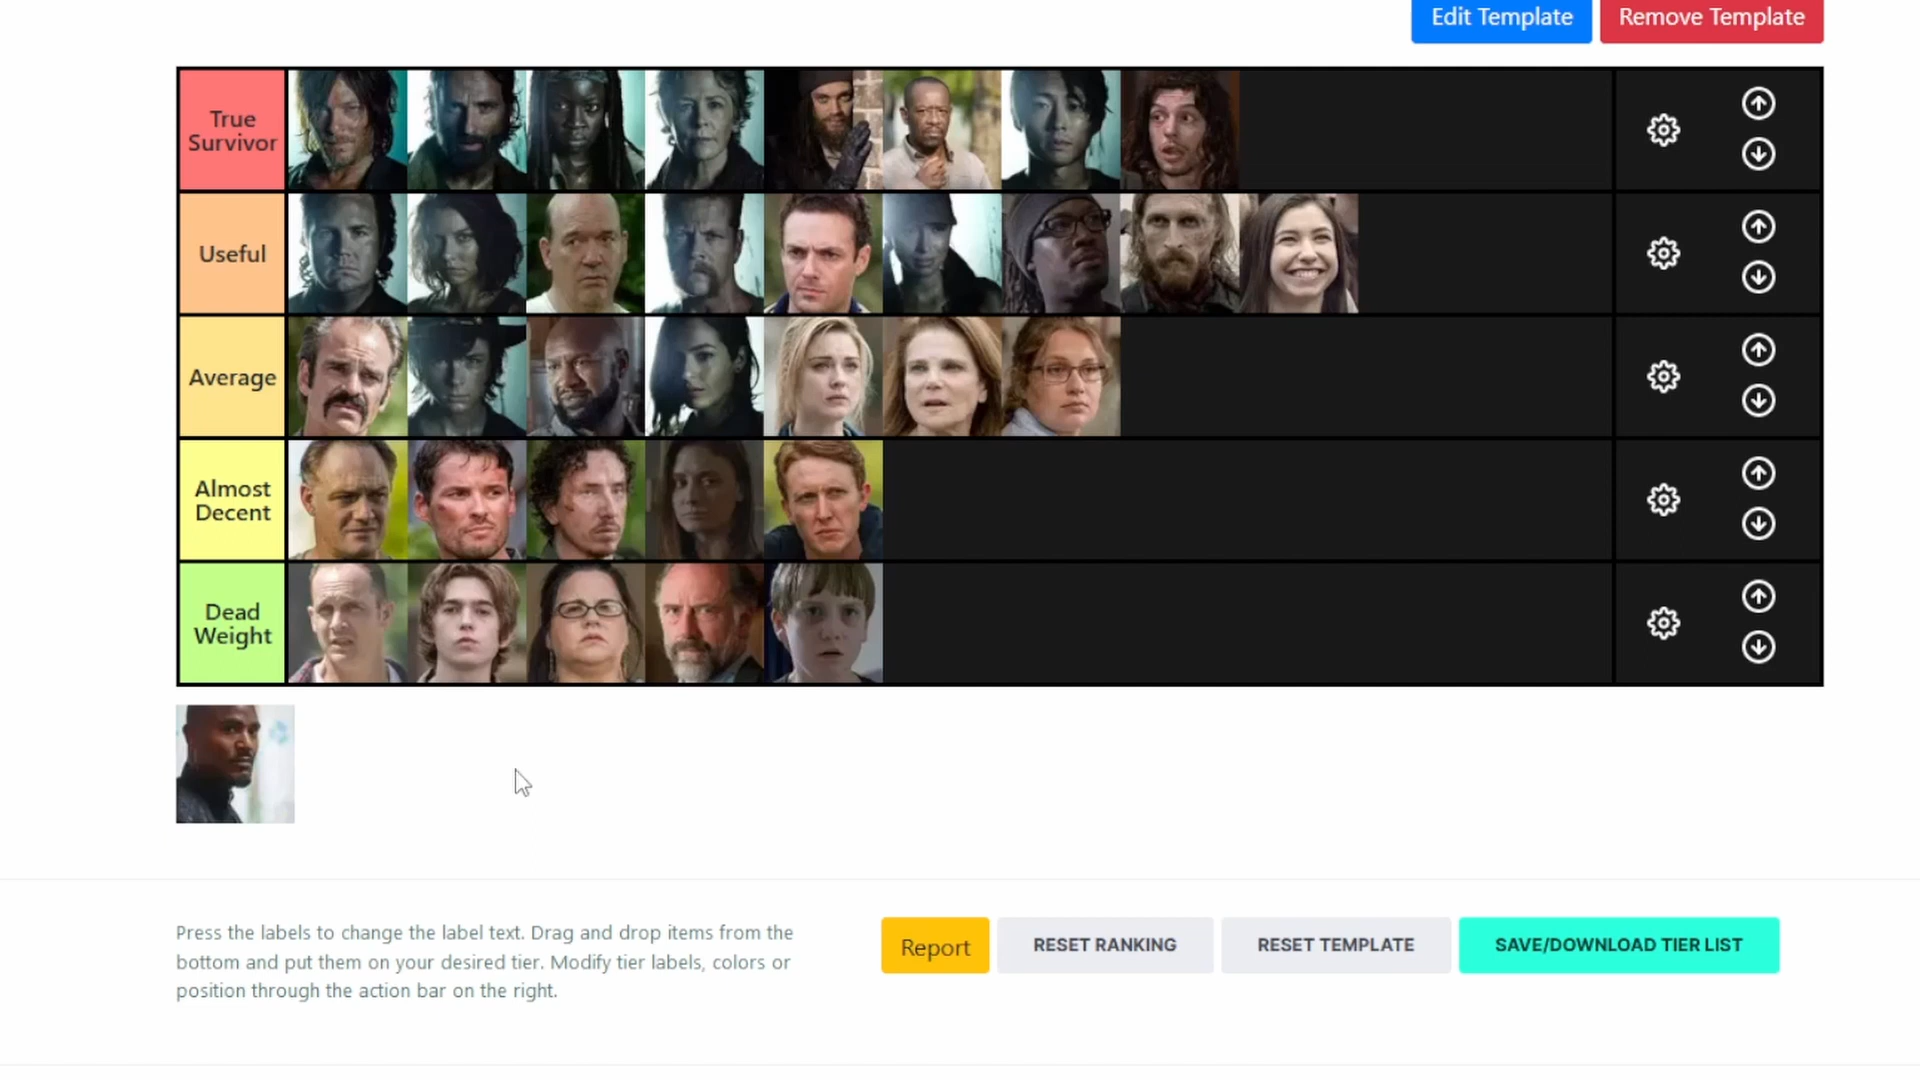 Edit Template
Remove Template
True
Survivor
Useful
Average
Almost
Decent
Dead
Weight
Press the labels to change the label text. Drag and drop items from the
bottom and put them on your desired tier. Modify tier labels, colors or
position through the action bar on the right.
Report
RESET RANKING
RESET TEMPLATE
SAVE/DOWNLOAD TIER LIST